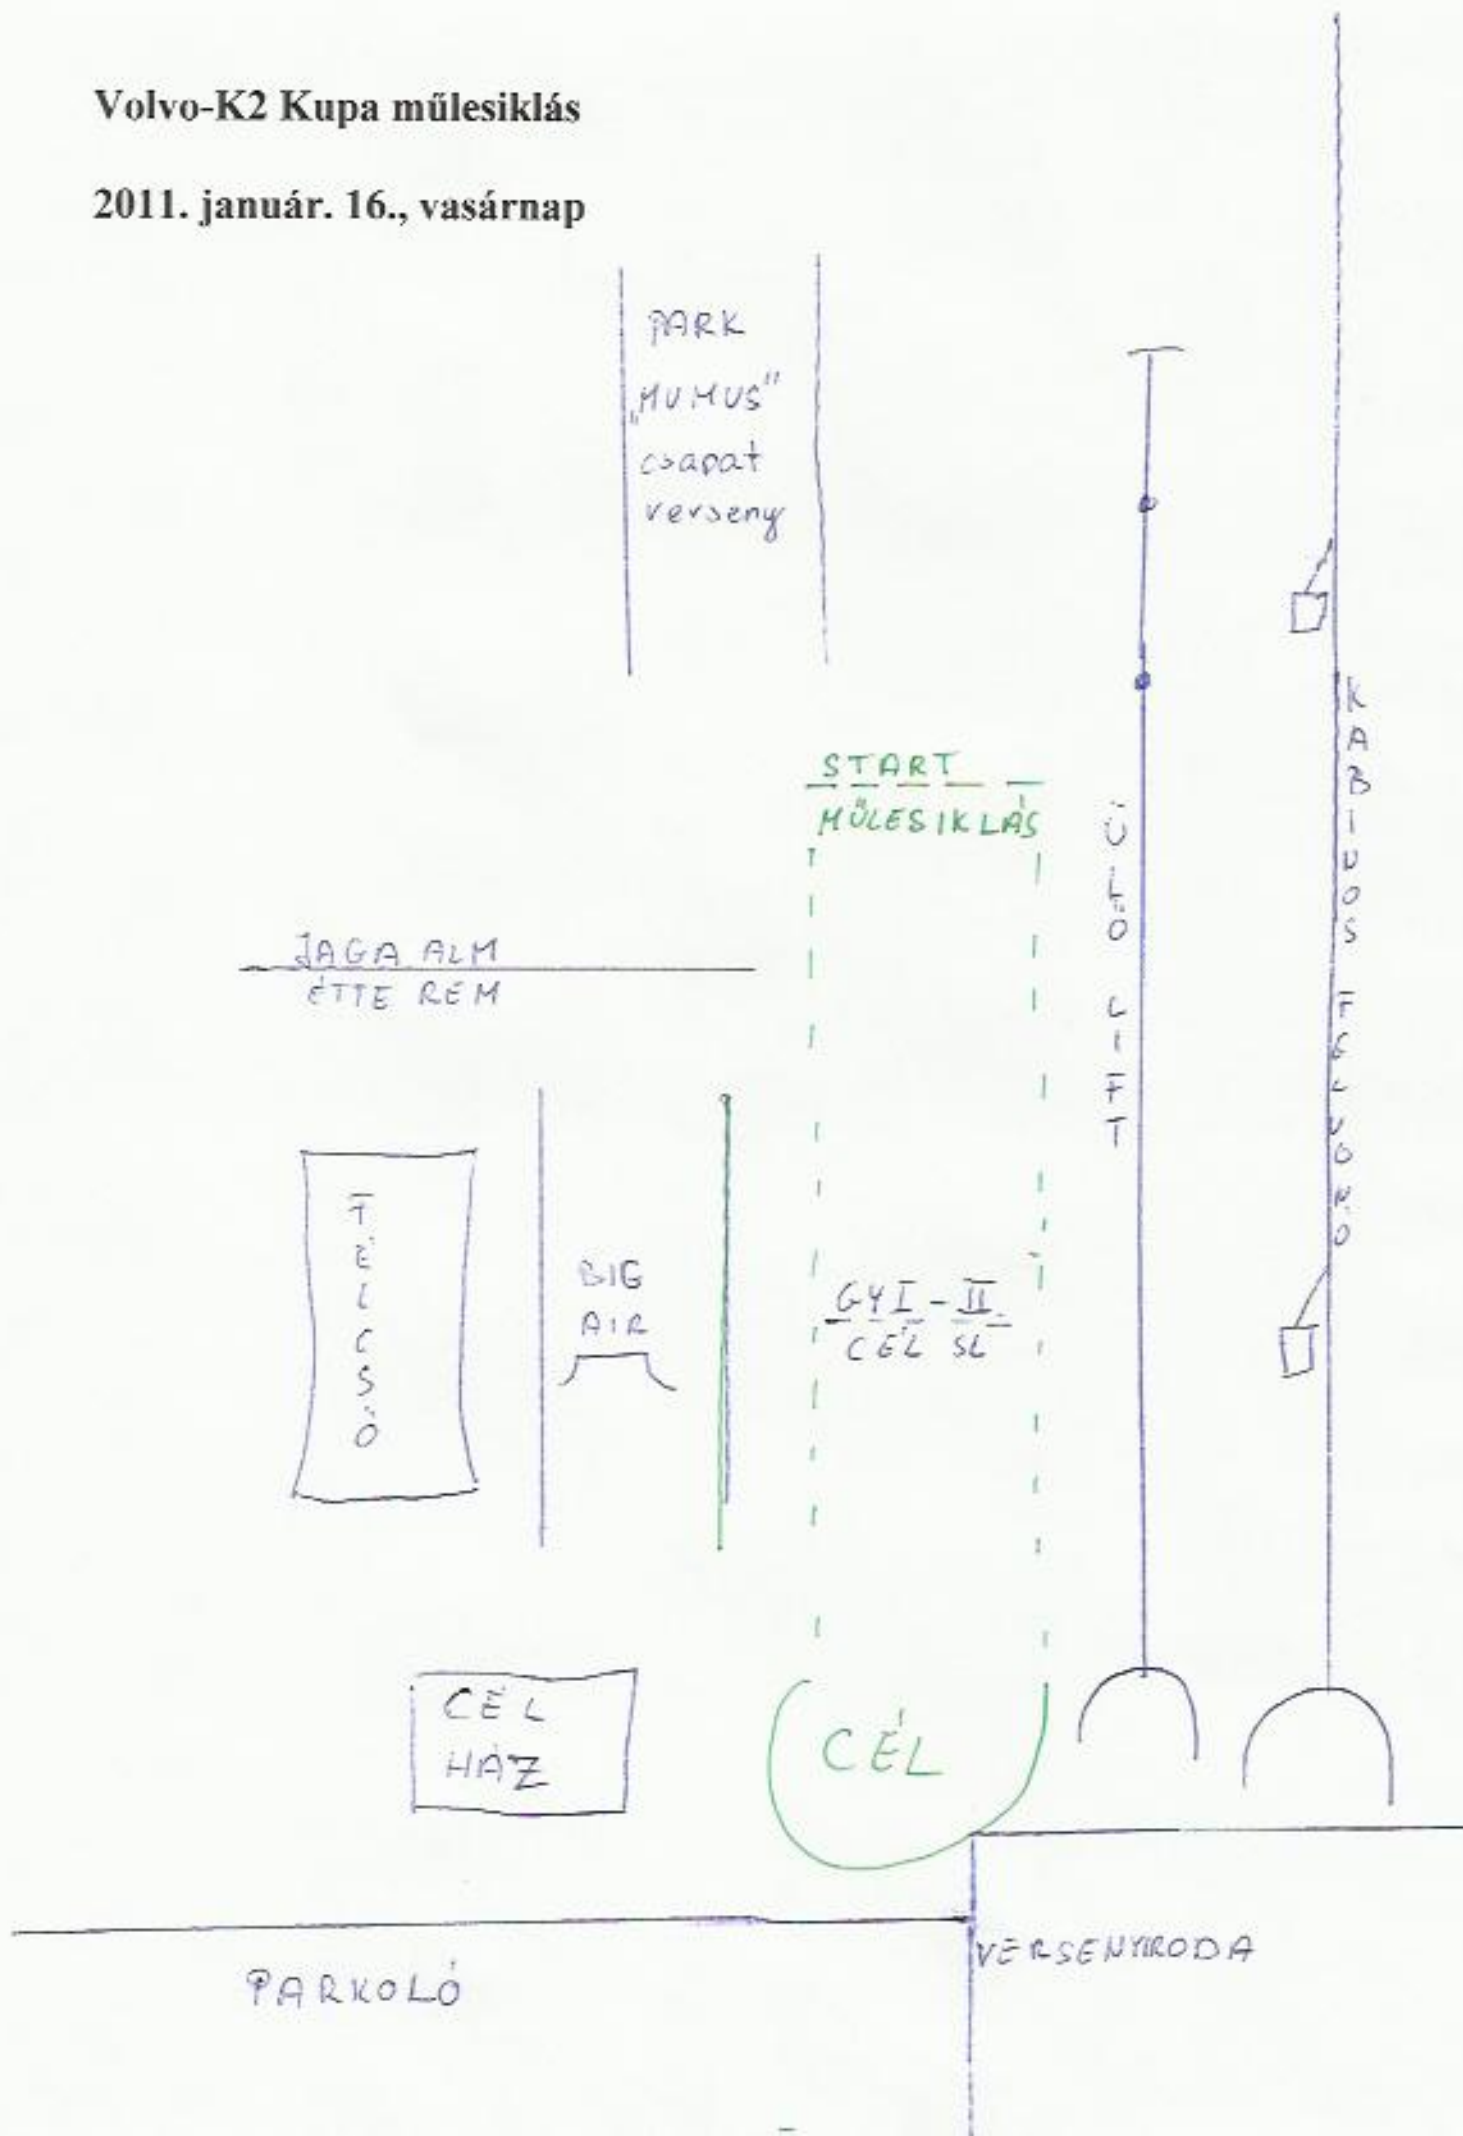 Volvo-K2 Kupa műlesiklás
2011. január. 16., vasárnap
PARK
„MUMUS"
csapat
verseny
START
MŰLESIKLÁS
ÜLŐ LIFT
KABINOS FELVONÓ
JAGA ALM
ÉTTEREM
FÉLCSŐ
BIG
AIR
GYI-II.
CÉL SL
CÉL
HÁZ
CÉL
PARKOLÓ
VERSENYIRODA